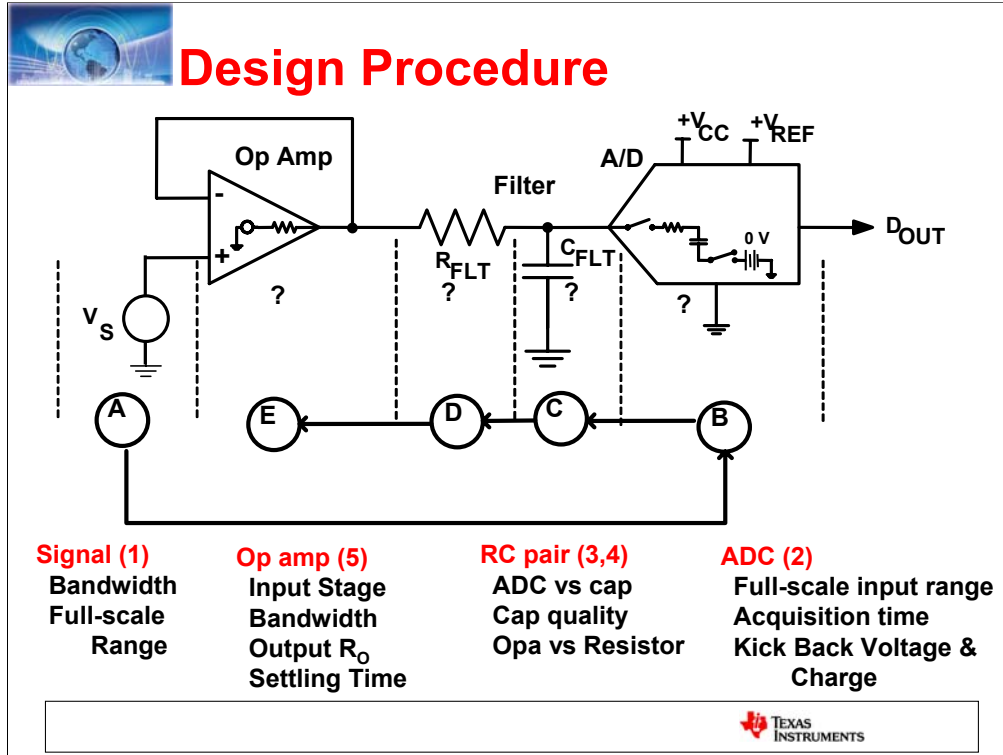 Design Procedure
+VCC
+VREF
Op Amp
A/D
Filter
-
+
0 V
DOUT
RFLT
CFLT
?
?
?
?
VS
A
E
D
C
B
Signal (1)
Bandwidth
Full-scale
Range
Op amp (5)
Input Stage
Bandwidth
Output RO
Settling Time
RC pair (3,4)
ADC vs cap
Cap quality
Opa vs Resistor
ADC (2)
Full-scale input range
Acquisition time
Kick Back Voltage &
Charge
TEXAS
INSTRUMENTS